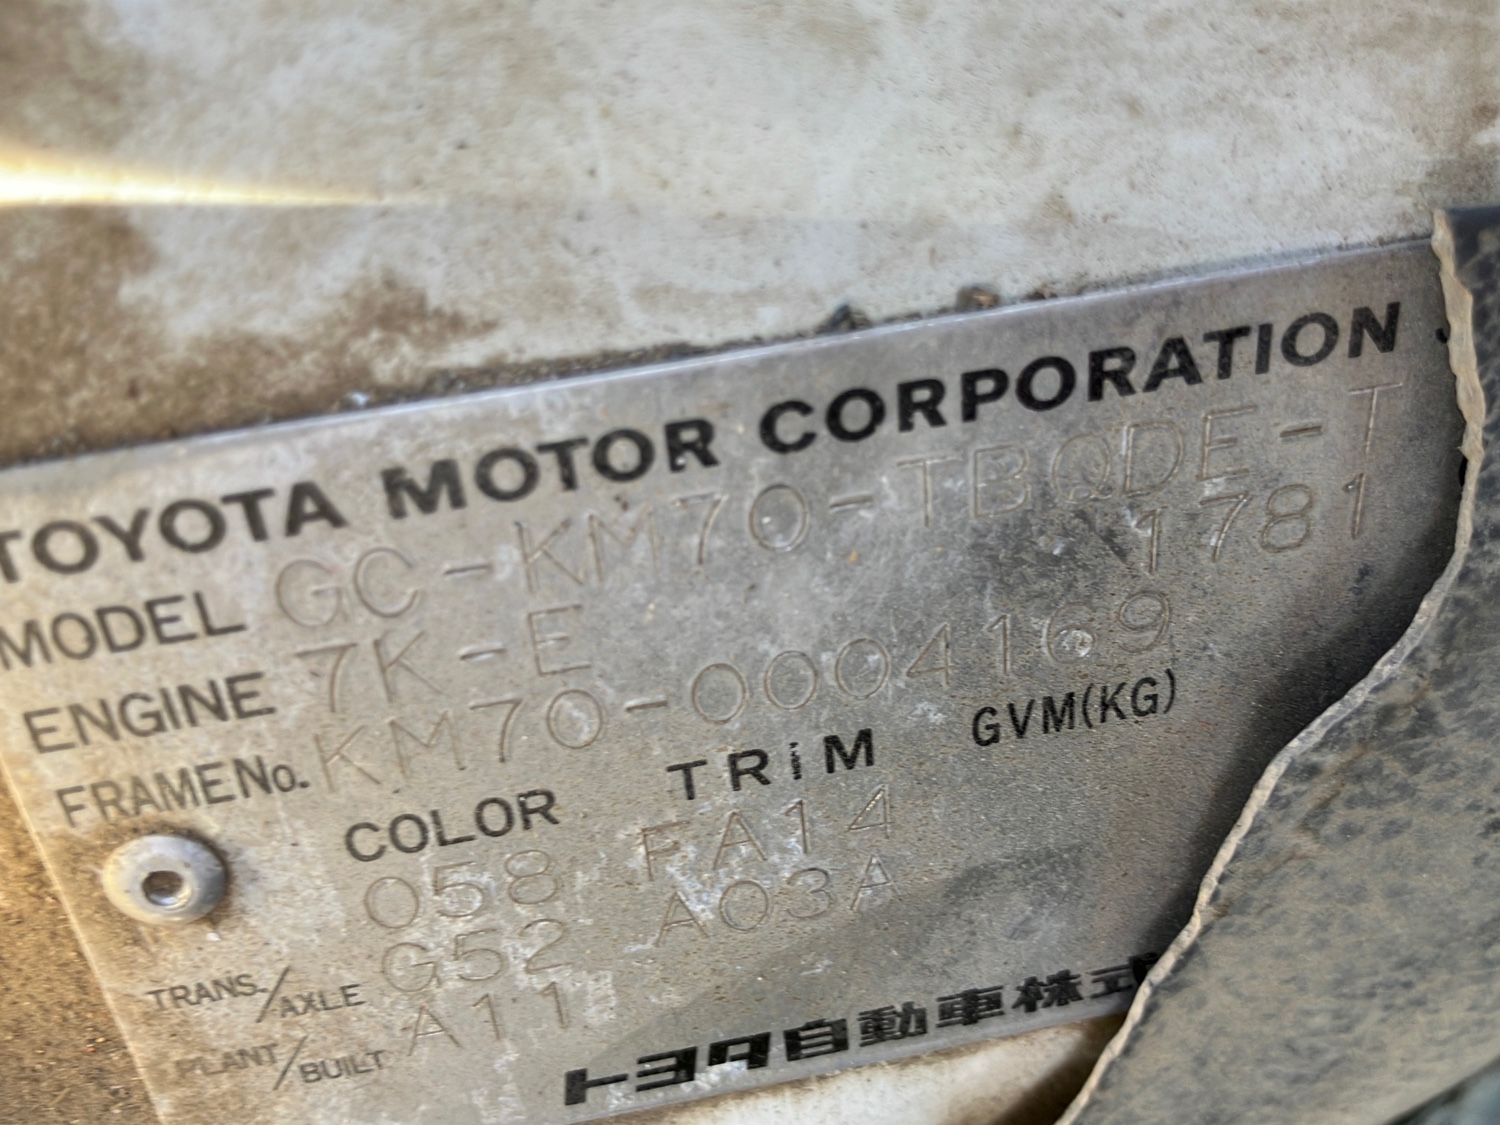 TOYOTA MOTOR CORPORATION
MODEL GC-KM70-TBQDE-T
ENGINE 7K-E 1781
FRAME No. KM70-0004169
COLOR TRiM GVM(KG)
058 FA14
TRANS./AXLE G52 A03A
PLANT/BUILT A11
トヨタ自動車株式